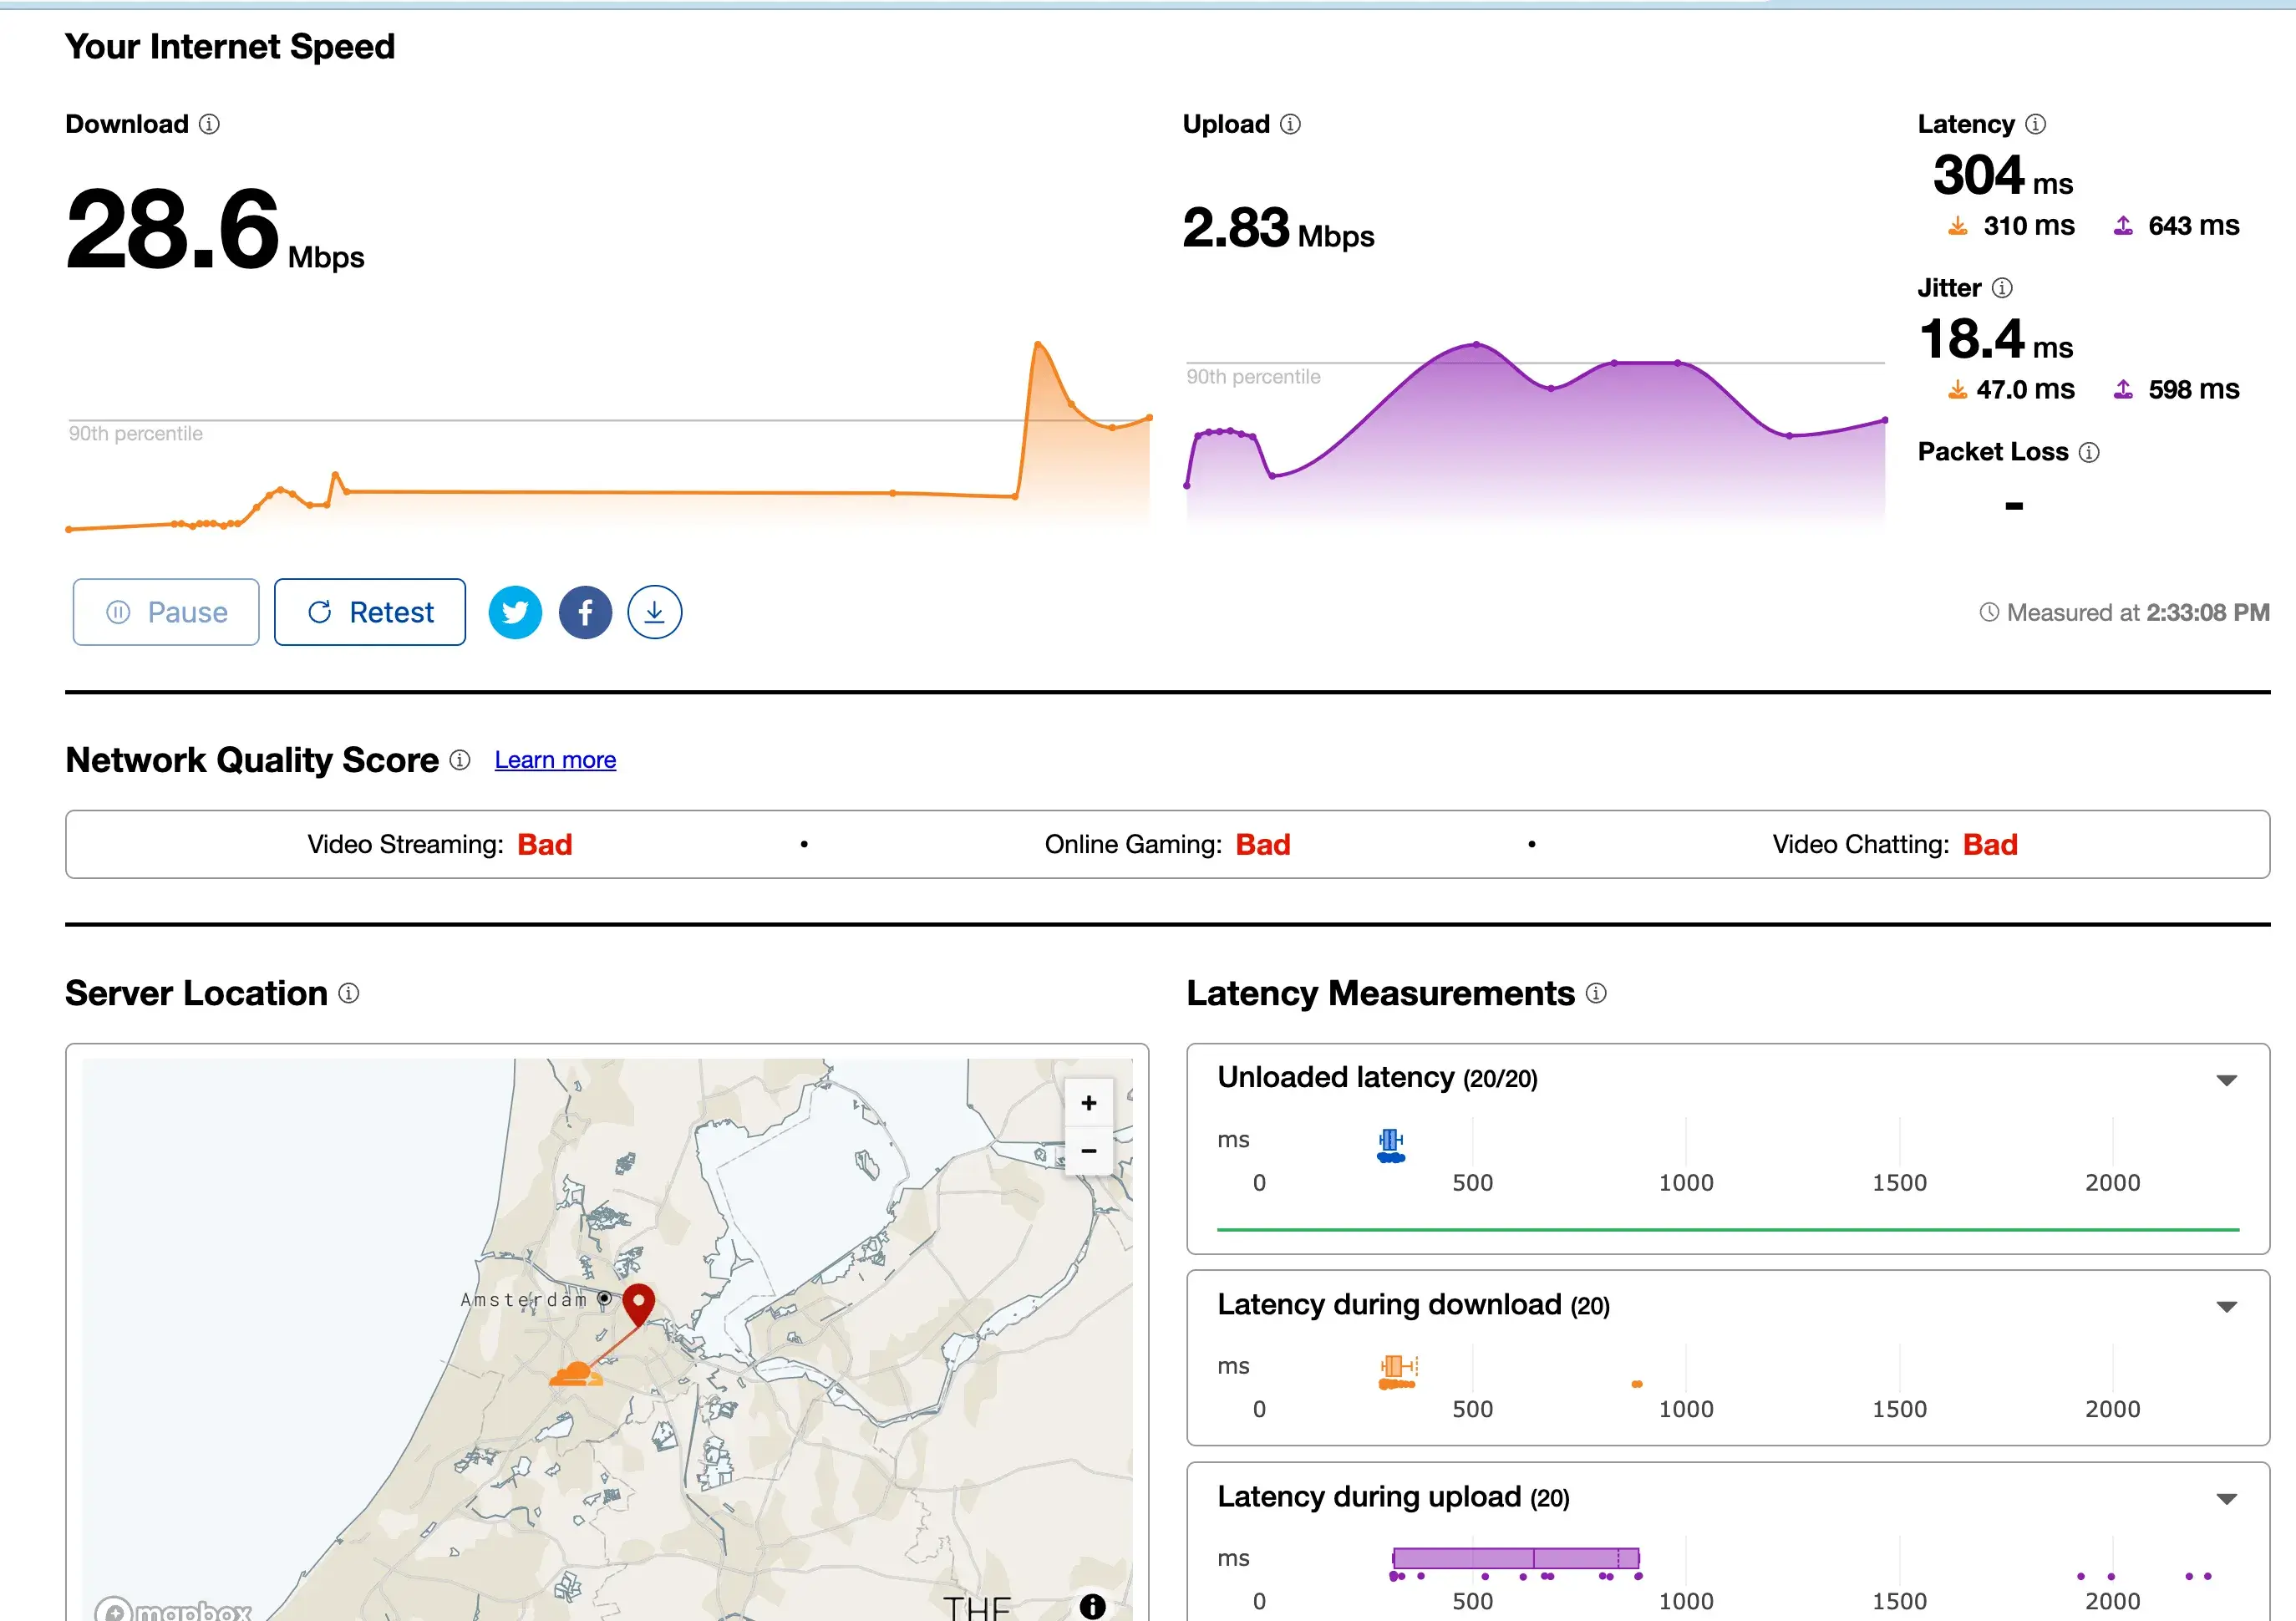 Your Internet Speed
Download
28.6 Mbps
90th percentile
Upload
2.83 Mbps
90th percentile
Latency
304 ms
310 ms 643 ms
Jitter
18.4 ms
47.0 ms 598 ms
Packet Loss
-
Pause Retest
Measured at 2:33:08 PM
Network Quality Score Learn more
Video Streaming: Bad · Online Gaming: Bad · Video Chatting: Bad
Server Location
+
−
Amsterdam
THE
mapbox
Latency Measurements
Unloaded latency (20/20)
ms
0 500 1000 1500 2000
Latency during download (20)
ms
0 500 1000 1500 2000
Latency during upload (20)
ms
0 500 1000 1500 2000